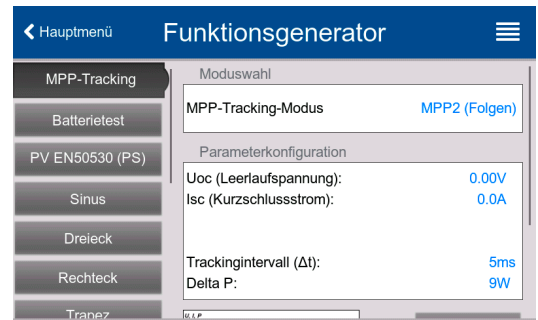 Hauptmenü Funktionsgenerator
MPP-Tracking
Batterietest
PV EN50530 (PS)
Sinus
Dreieck
Rechteck
Trapez
Moduswahl
MPP-Tracking-Modus MPP2 (Folgen)
Parameterkonfiguration
Uoc (Leerlaufspannung): 0.00V
Isc (Kurzschlussstrom): 0.0A
Trackingintervall (Δt): 5ms
Delta P: 9W
U, I, P